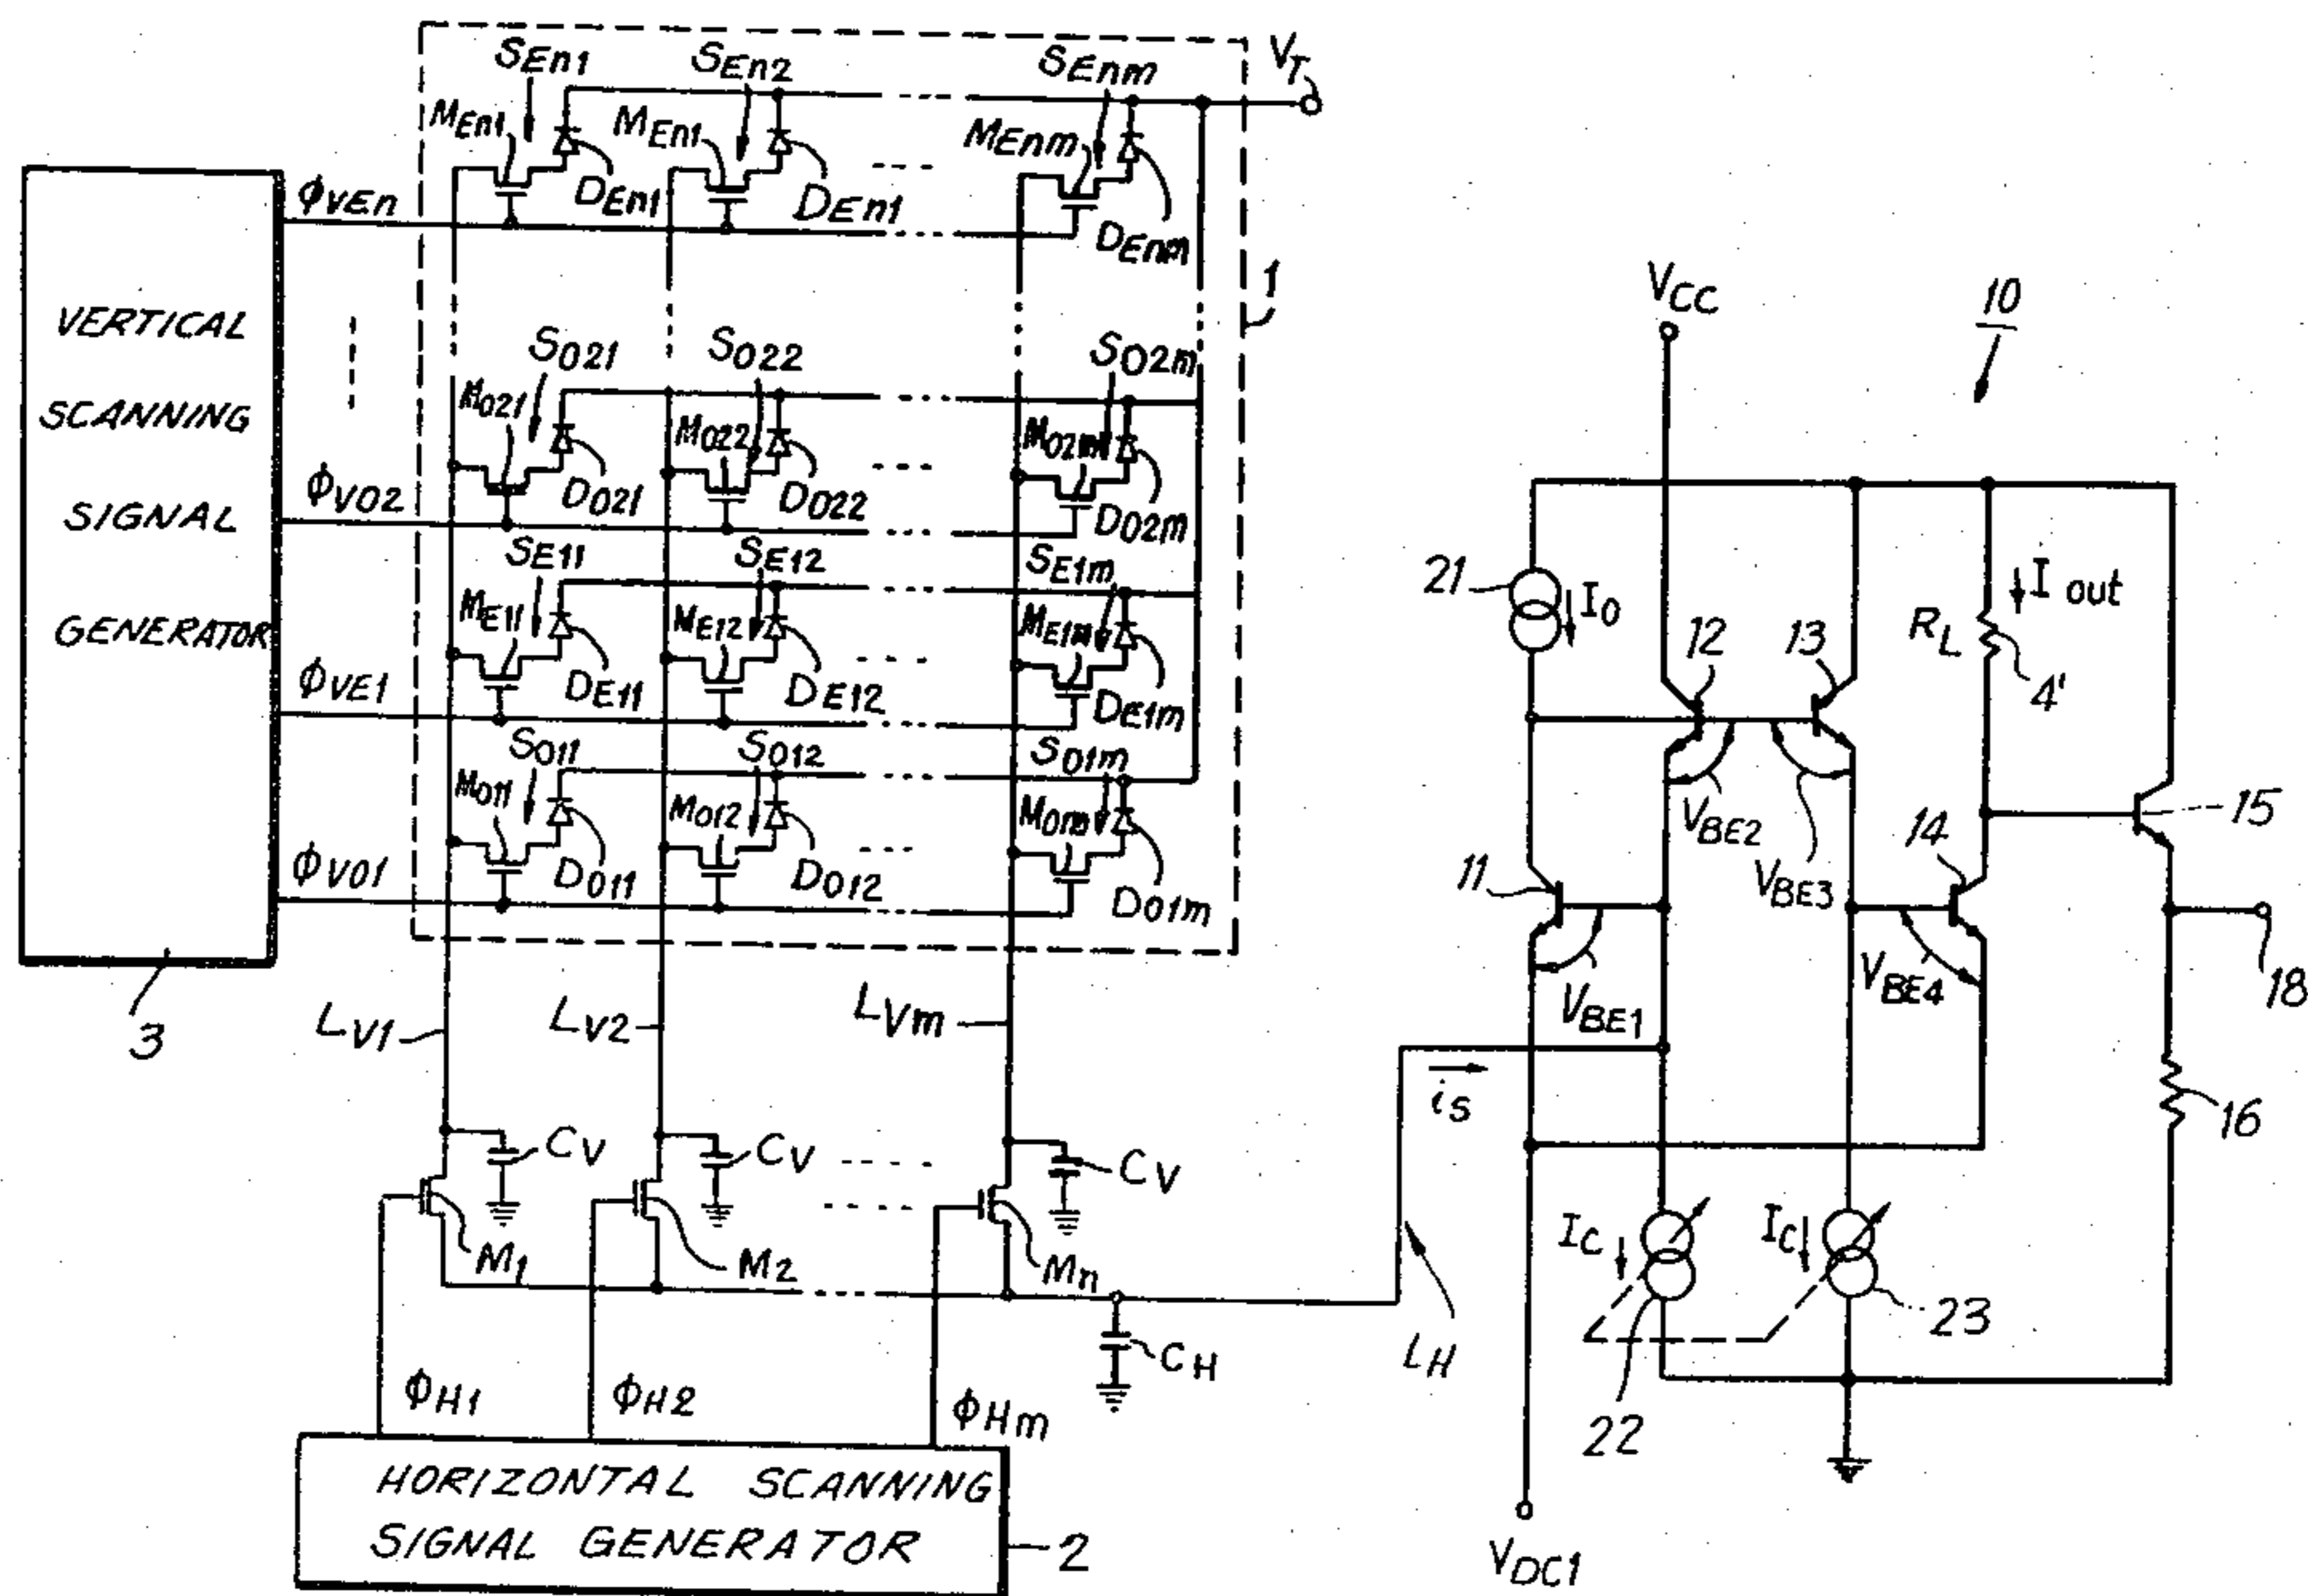 SEn1
SEn2
SEnm
VT
MEn1
MEn1
MEnm
DEn1
DEn1
DEnm
φVEn
1
VERTICAL
SCANNING
SIGNAL
GENERATOR
3
SO21
SO22
SO2m
MO21
MO22
MO2m
DO21
DO22
DO2m
φVO2
SE11
SE12
SE1m
ME11
ME12
ME1m
DE11
DE12
DE1m
φVE1
SO11
SO12
SO1m
MO11
MO12
MO1m
DO11
DO12
DO1m
φVO1
LV1
LV2
LVm
CV
CV
CV
M1
M2
Mn
CH
LH
φH1
φH2
φHm
HORIZONTAL SCANNING
SIGNAL GENERATOR
2
10
VCC
21
IO
12
13
RL
Iout
4'
VBE2
VBE3
14
15
11
VBE1
VBE4
18
is
16
IC
IC
22
23
VDC1